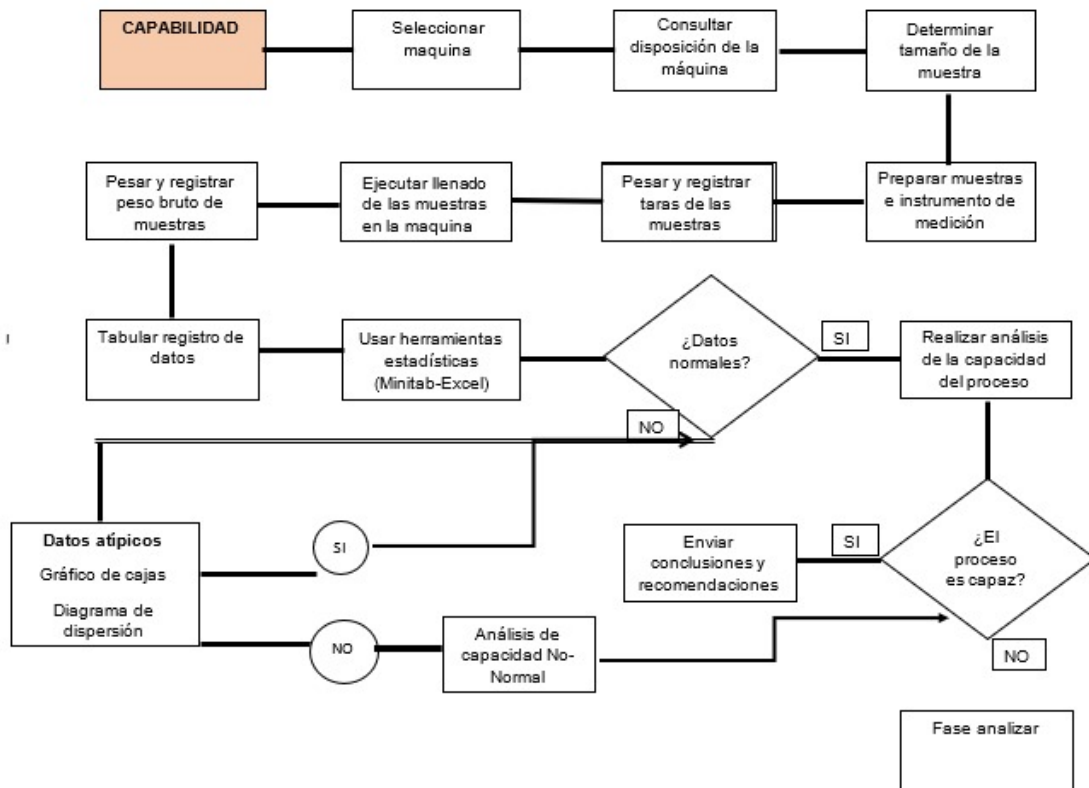 CAPABILIDAD
Seleccionar
maquina
Consultar
disposición de la
máquina
Determinar
tamaño de la
muestra
Pesar y registrar
peso bruto de
muestras
Ejecutar llenado
de las muestras
en la maquina
Pesar y registrar
taras de las
muestras
Preparar muestras
e instrumento de
medición
Tabular registro de
datos
Usar herramientas
estadísticas
(Minitab-Excel)
¿Datos
normales?
SI
Realizar análisis
de la capacidad
del proceso
NO
Datos atípicos
Gráfico de cajas
Diagrama de
dispersión
SI
NO
Análisis de
capacidad No-
Normal
Enviar
conclusiones y
recomendaciones
SI
¿El
proceso
es capaz?
NO
Fase analizar